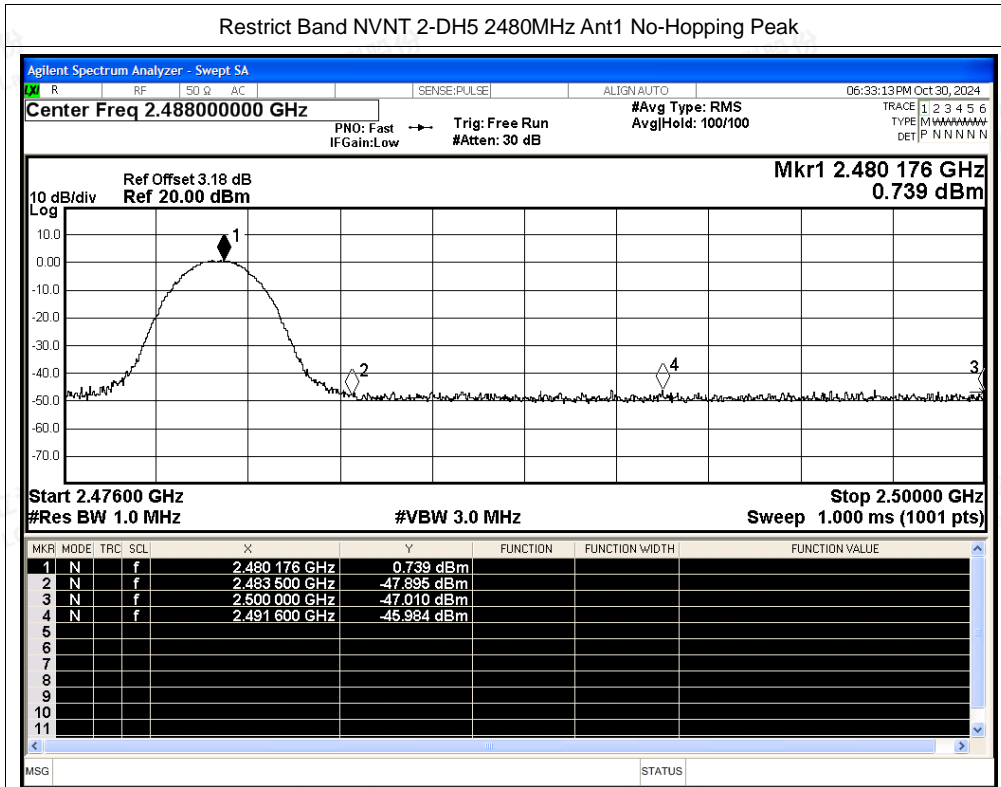 Restrict Band NVNT 2-DH5 2480MHz Ant1 No-Hopping Peak
Agilent Spectrum Analyzer - Swept SA
LXI R RF 50 Ω AC SENSE:PULSE ALIGN AUTO 06:33:13 PM Oct 30, 2024
Center Freq 2.488000000 GHz
#Avg Type: RMS
Avg|Hold: 100/100
TRACE 1 2 3 4 5 6
TYPE M WWWWW
DET P N N N N N
PNO: Fast
IFGain:Low
Trig: Free Run
#Atten: 30 dB
Mkr1 2.480 176 GHz
0.739 dBm
Ref Offset 3.18 dB
10 dB/div Ref 20.00 dBm
Log
10.0
0.00
-10.0
-20.0
-30.0
-40.0
-50.0
-60.0
-70.0
1
2
4
3
Start 2.47600 GHz Stop 2.50000 GHz
#Res BW 1.0 MHz #VBW 3.0 MHz Sweep 1.000 ms (1001 pts)
MKR MODE TRC SCL X Y FUNCTION FUNCTION WIDTH FUNCTION VALUE
1 N f 2.480 176 GHz 0.739 dBm
2 N f 2.483 500 GHz -47.895 dBm
3 N f 2.500 000 GHz -47.010 dBm
4 N f 2.491 600 GHz -45.984 dBm
5
6
7
8
9
10
11
MSG STATUS